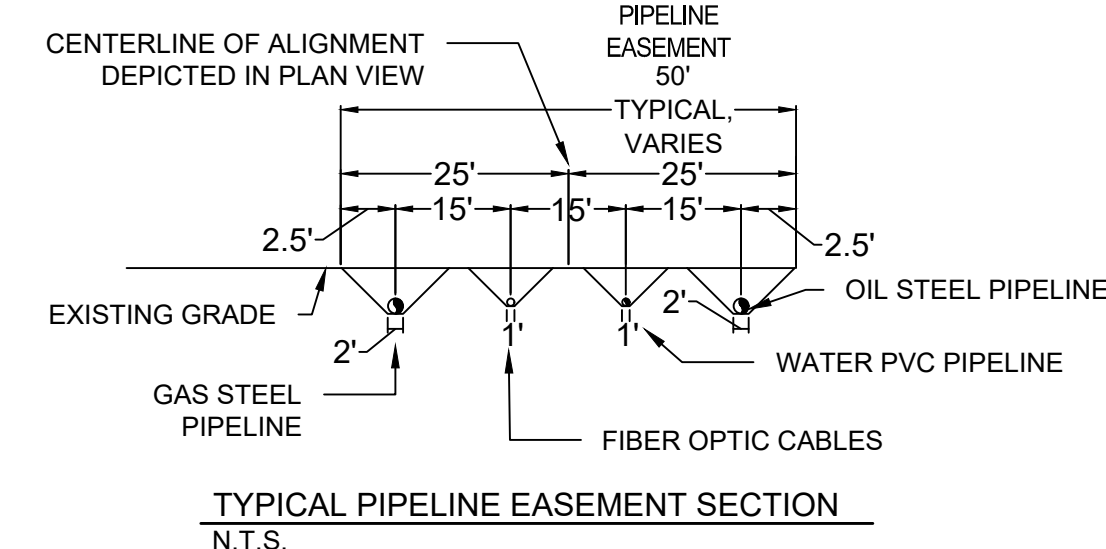 PIPELINE
EASEMENT
50'
TYPICAL,
VARIES
CENTERLINE OF ALIGNMENT
DEPICTED IN PLAN VIEW
25'
25'
15'
15'
15'
2.5'
2.5'
EXISTING GRADE
OIL STEEL PIPELINE
2'
1'
1'
2'
WATER PVC PIPELINE
GAS STEEL
PIPELINE
FIBER OPTIC CABLES
TYPICAL PIPELINE EASEMENT SECTION
N.T.S.